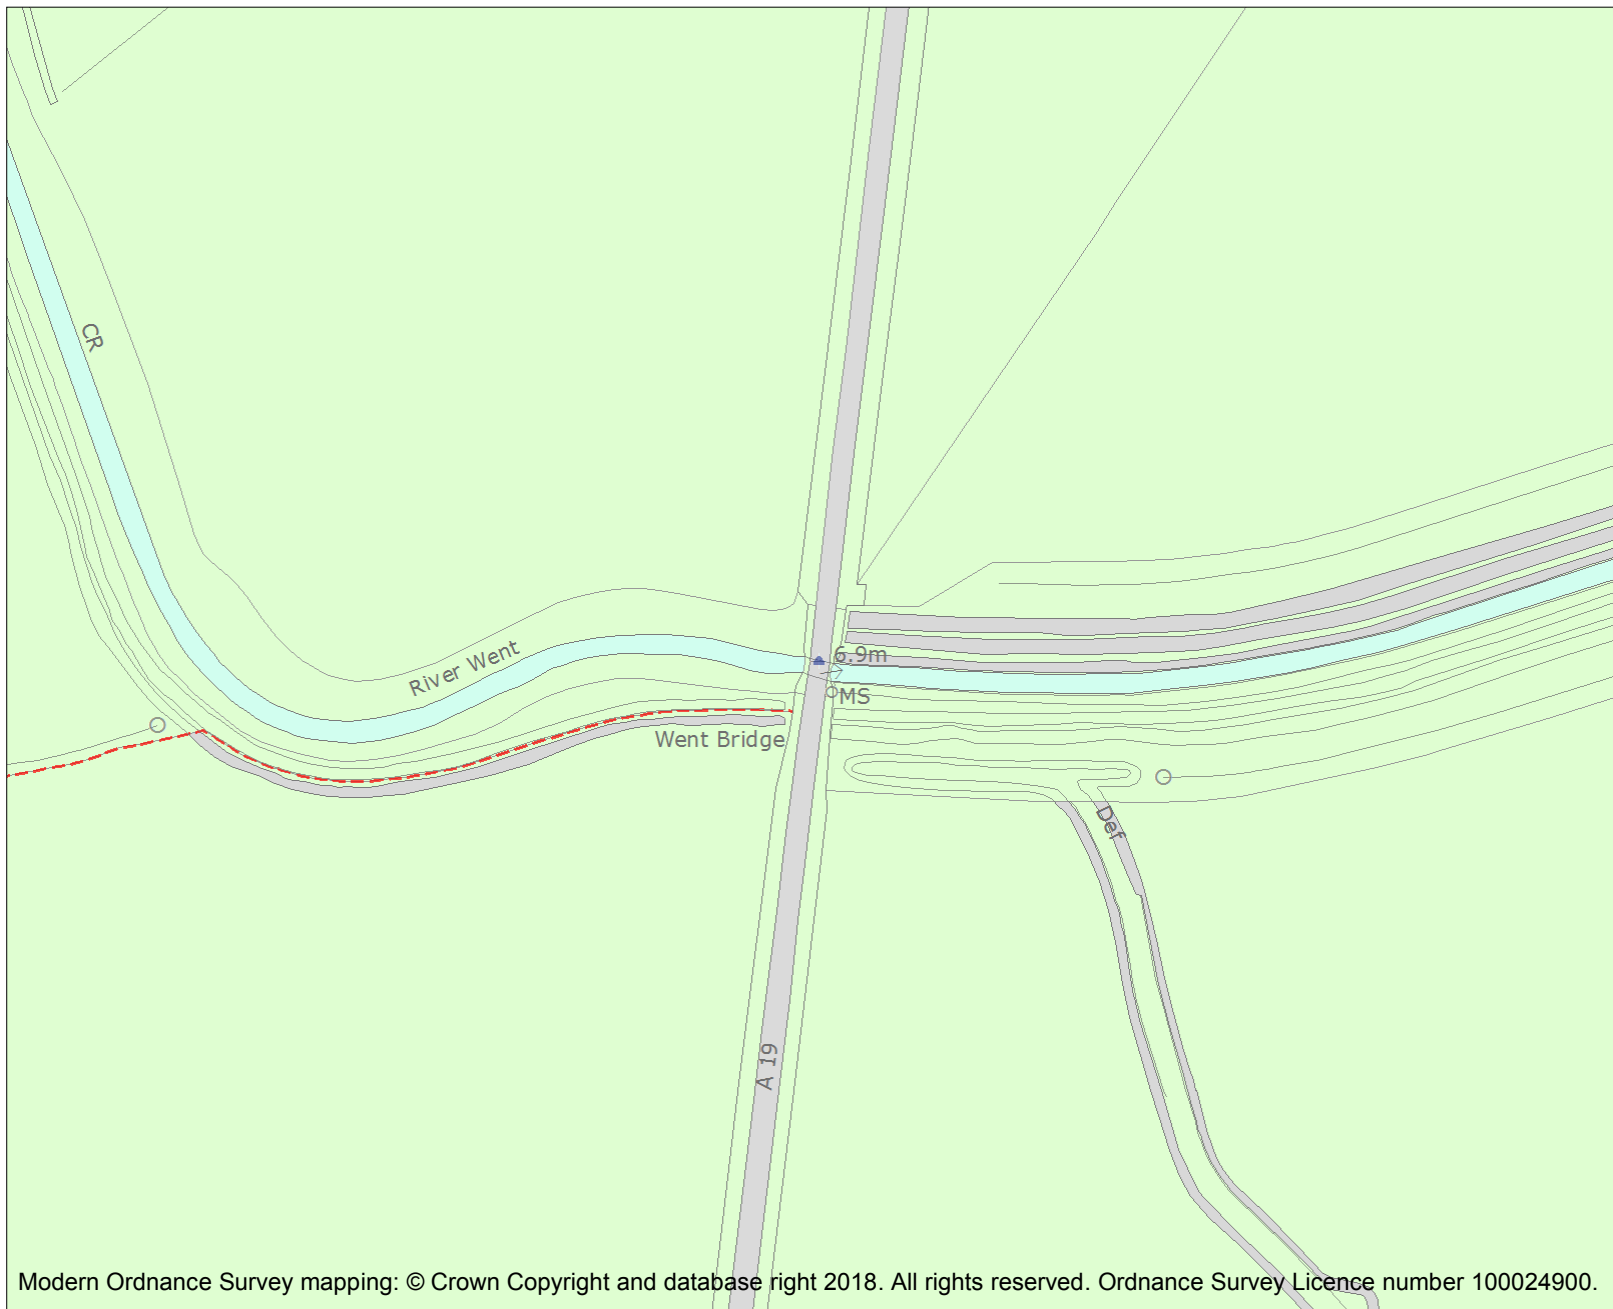 CR
River Went
6.9m
MS
Went Bridge
Def
A 19
Modern Ordnance Survey mapping: © Crown Copyright and database right 2018. All rights reserved. Ordnance Survey Licence number 100024900.